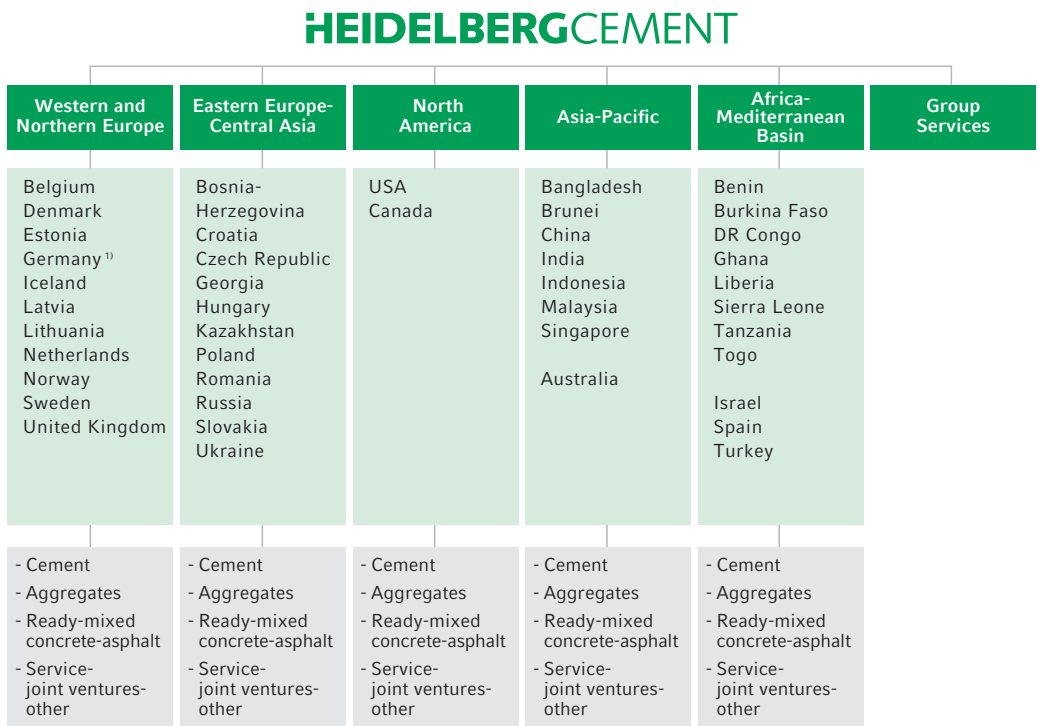 HEIDELBERGCEMENT
Western and
Northern Europe
Eastern Europe-
Central Asia
North
America
Asia-Pacific
Africa-
Mediterranean
Basin
Group
Services
Belgium
Denmark
Estonia
Germany 1)
Iceland
Latvia
Lithuania
Netherlands
Norway
Sweden
United Kingdom
Bosnia-
Herzegovina
Croatia
Czech Republic
Georgia
Hungary
Kazakhstan
Poland
Romania
Russia
Slovakia
Ukraine
USA
Canada
Bangladesh
Brunei
China
India
Indonesia
Malaysia
Singapore
Australia
Benin
Burkina Faso
DR Congo
Ghana
Liberia
Sierra Leone
Tanzania
Togo
Israel
Spain
Turkey
- Cement
- Aggregates
- Ready-mixed
concrete-asphalt
- Service-
joint ventures-
other
- Cement
- Aggregates
- Ready-mixed
concrete-asphalt
- Service-
joint ventures-
other
- Cement
- Aggregates
- Ready-mixed
concrete-asphalt
- Service-
joint ventures-
other
- Cement
- Aggregates
- Ready-mixed
concrete-asphalt
- Service-
joint ventures-
other
- Cement
- Aggregates
- Ready-mixed
concrete-asphalt
- Service-
joint ventures-
other